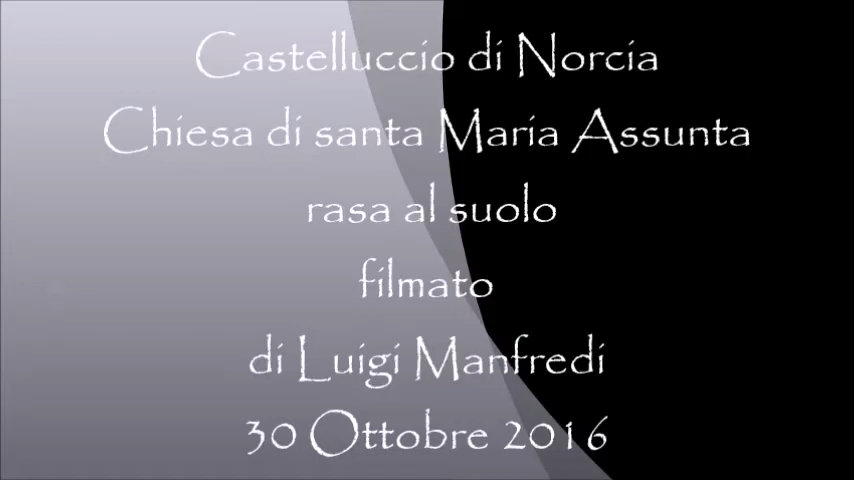 Castelluccio di Norcia
Chiesa di santa Maria Assunta
rasa al suolo
filmato
di Luigi Manfredi
30 Ottobre 2016